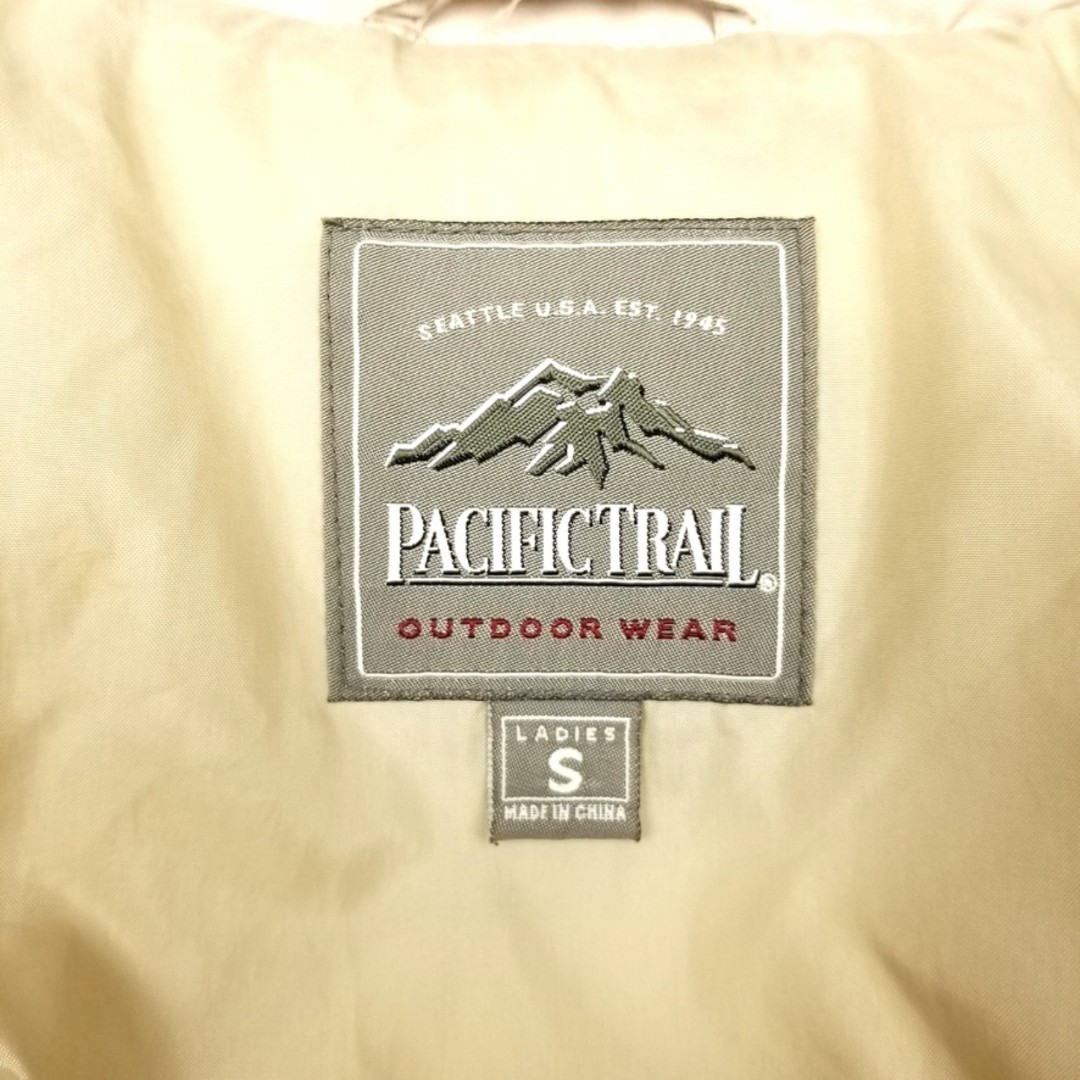 SEATTLE U.S.A. EST. 1945
PACIFIC TRAIL®
OUTDOOR WEAR
LADIES
S
MADE IN CHINA